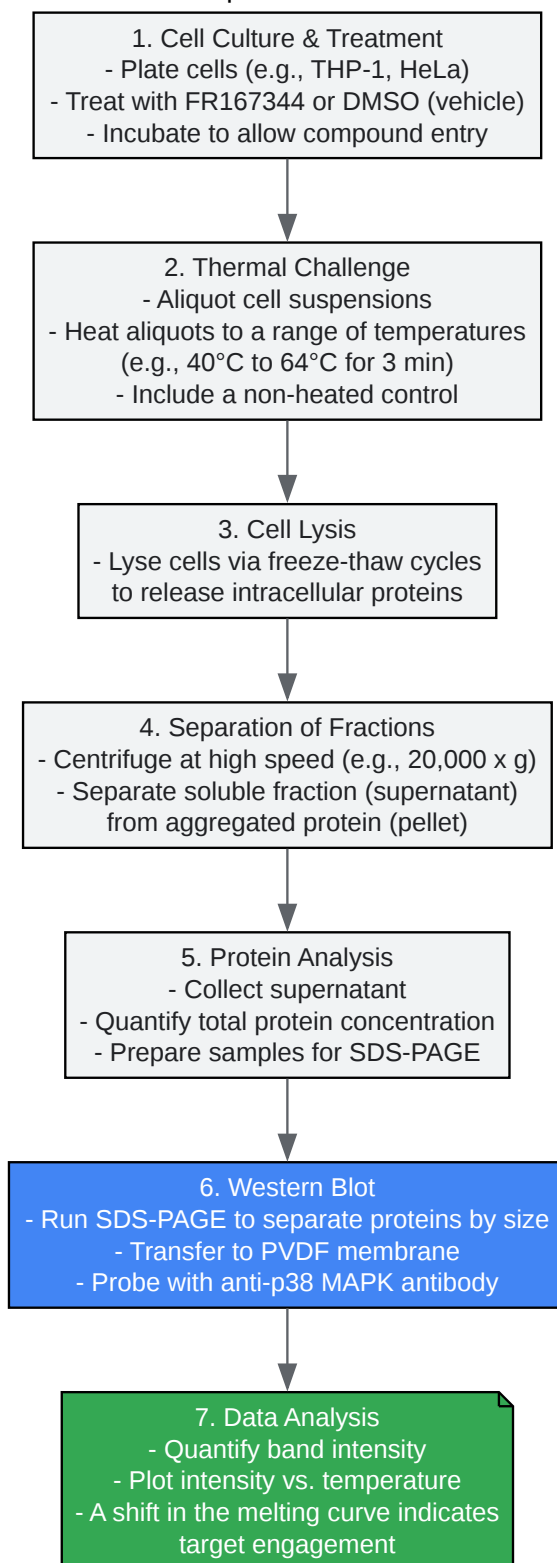 1. Cell Culture & Treatment
- Plate cells (e.g., THP-1, HeLa)
- Treat with FR167344 or DMSO (vehicle)
- Incubate to allow compound entry
2. Thermal Challenge
- Aliquot cell suspensions
- Heat aliquots to a range of temperatures
(e.g., 40°C to 64°C for 3 min)
- Include a non-heated control
3. Cell Lysis
- Lyse cells via freeze-thaw cycles
to release intracellular proteins
4. Separation of Fractions
- Centrifuge at high speed (e.g., 20,000 x g)
- Separate soluble fraction (supernatant)
from aggregated protein (pellet)
5. Protein Analysis
- Collect supernatant
- Quantify total protein concentration
- Prepare samples for SDS-PAGE
6. Western Blot
- Run SDS-PAGE to separate proteins by size
- Transfer to PVDF membrane
- Probe with anti-p38 MAPK antibody
7. Data Analysis
- Quantify band intensity
- Plot intensity vs. temperature
- A shift in the melting curve indicates
target engagement